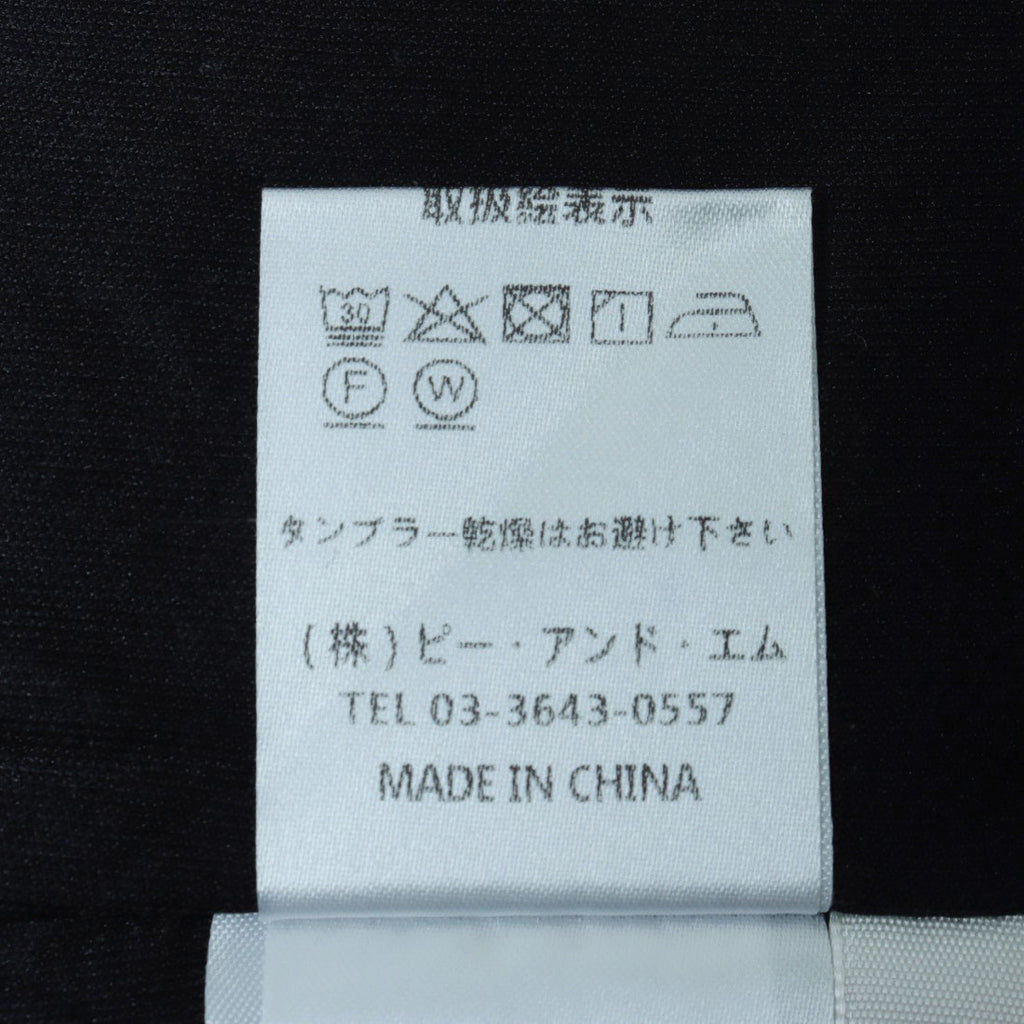 取扱絵表示
30
F W
タンブラー乾燥はお避け下さい
(株)ピー・アンド・エム
TEL 03-3643-0557
MADE IN CHINA